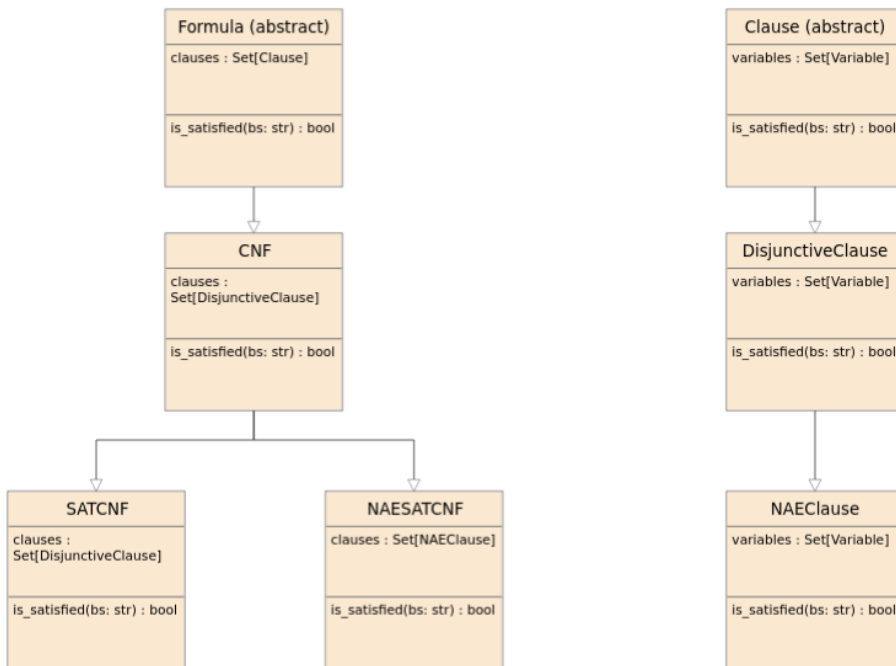 Formula (abstract)
clauses : Set[Clause]
is_satisfied(bs: str) : bool
Clause (abstract)
variables : Set[Variable]
is_satisfied(bs: str) : bool
CNF
clauses :
Set[DisjunctiveClause]
is_satisfied(bs: str) : bool
DisjunctiveClause
variables : Set[Variable]
is_satisfied(bs: str) : bool
SATCNF
clauses :
Set[DisjunctiveClause]
is_satisfied(bs: str) : bool
NAESATCNF
clauses : Set[NAEClause]
is_satisfied(bs: str) : bool
NAEClause
variables : Set[Variable]
is_satisfied(bs: str) : bool